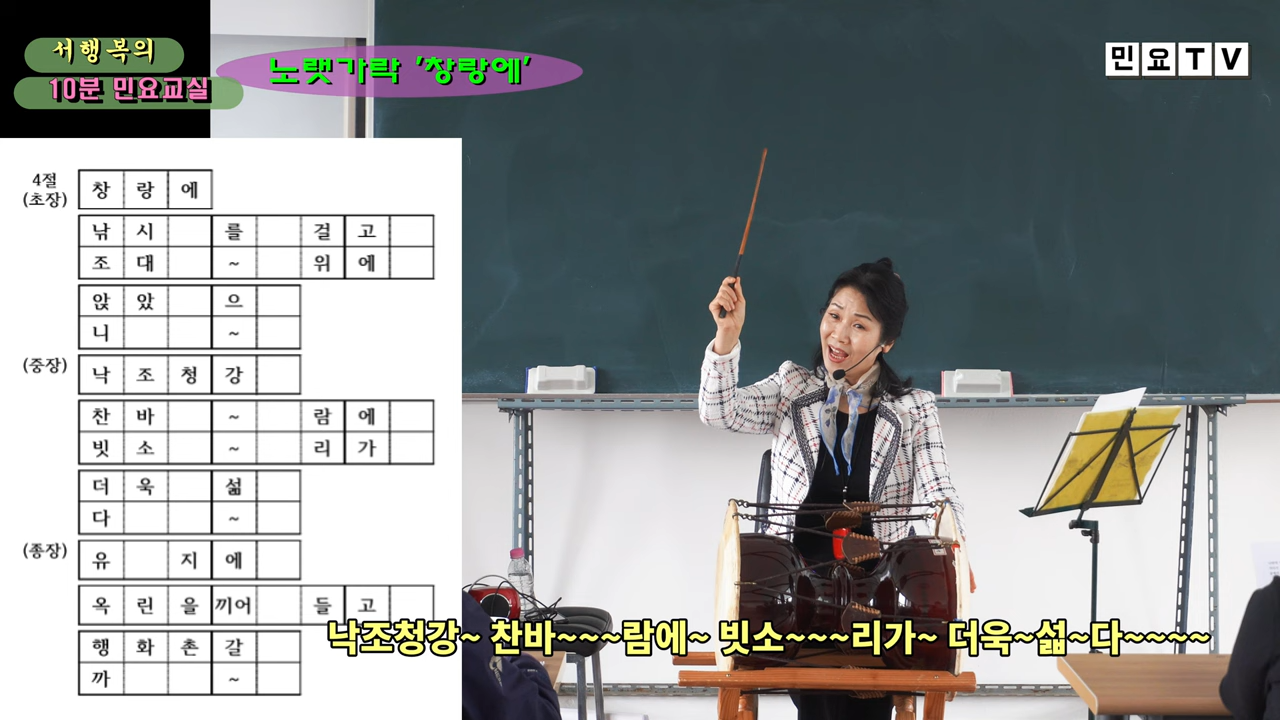 서행복의
10분 민요교실
노랫가락 '창랑에'
민요TV
4절
(초장)
창 랑 에
낚 시 를 걸 고
조 대 ~ 위 에
앉 았 으
니 ~
(중장)
낙 조 청 강
찬 바 ~ 람 에
빗 소 ~ 리 가
더 욱 섧
다 ~
(종장)
유 지 에
옥 린 을 끼어 들 고
행 화 촌 갈
까 ~
낙조청강~ 찬바~~~람에~ 빗소~~~리가~ 더욱~섧~다~~~~